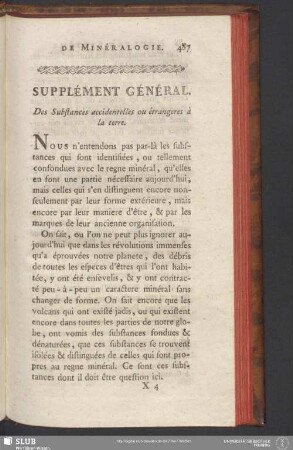 DE MINÉRALOGIE. 487
SUPPLÉMENT GÉNÉRAL.
Des Substances accidentelles ou étrangeres à
la terre.
NOUS n'entendons pas par-là les subs-
tances qui sont identifiées, ou tellement
confondues avec le regne minéral, qu'elles
en font une partie nécessaire aujourd'hui,
mais celles qui s'en distinguent encore non-
seulement par leur forme extérieure, mais
encore par leur maniere d'être, & par les
marques de leur ancienne organisation.
On sait, ou l'on ne peut plus ignorer au-
jourd'hui que dans les révolutions immenses
qu'a éprouvées notre planete, des débris
de toutes les especes d'êtres qui l'ont habi-
tée, y ont été ensevelis, & y ont contrac-
té peu-à-peu un caractere minéral sans
changer de forme. On sait encore que les
volcans qui ont existé jadis, ou qui existent
encore dans toutes les parties de notre glo-
be, ont vomis des substances fondues &
dénaturées, que ces substances se trouvent
isolées & distinguées de celles qui sont pro-
pres au regne minéral. Ce sont ces subs-
tances dont il doit être question ici.
X 4
SLUB